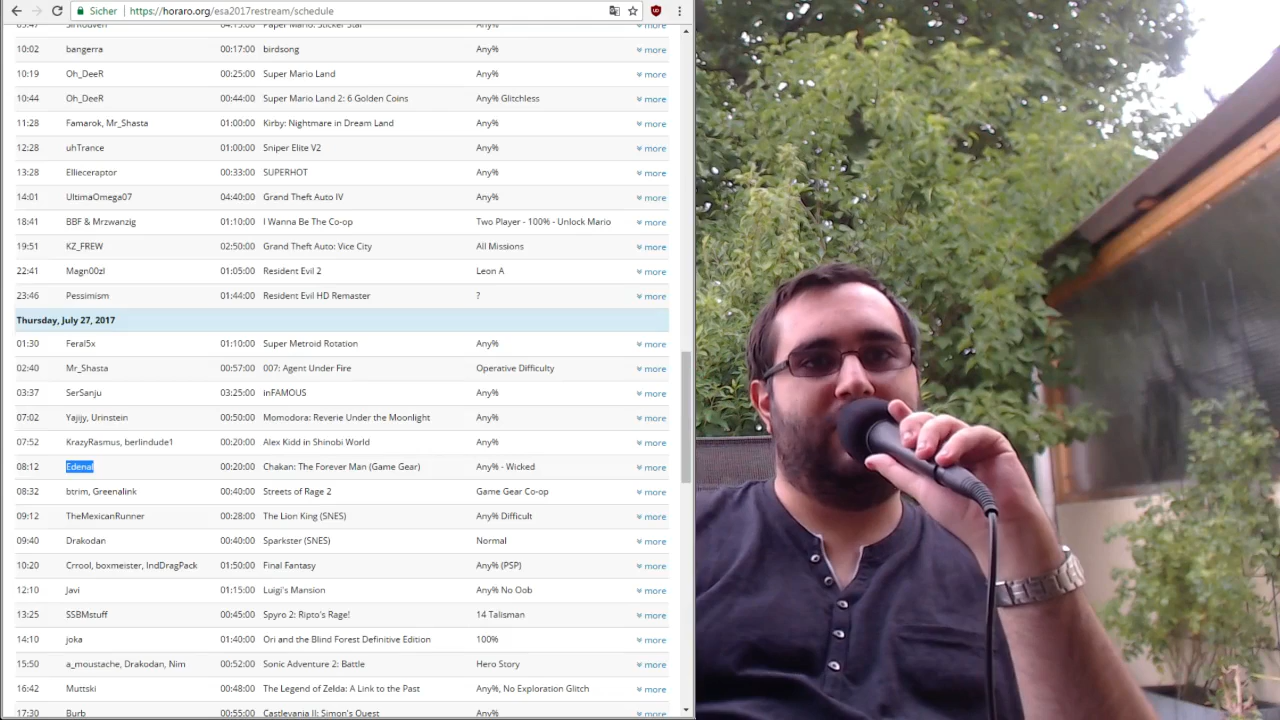 Sicher https://horaro.org/esa2017restream/schedule
10:02 bangerra 00:17:00 birdsong Any% more
10:19 Oh_DeeR 00:25:00 Super Mario Land Any% more
10:44 Oh_DeeR 00:44:00 Super Mario Land 2: 6 Golden Coins Any% Glitchless more
11:28 Famarok, Mr_Shasta 01:00:00 Kirby: Nightmare in Dream Land Any% more
12:28 uhTrance 01:00:00 Sniper Elite V2 Any% more
13:28 Ellieceraptor 00:33:00 SUPERHOT Any% more
14:01 UltimaOmega07 04:40:00 Grand Theft Auto IV Any% more
18:41 BBF & Mrzwanzig 01:10:00 I Wanna Be The Co-op Two Player - 100% - Unlock Mario more
19:51 KZ_FREW 02:50:00 Grand Theft Auto: Vice City All Missions more
22:41 Magn00zl 01:05:00 Resident Evil 2 Leon A more
23:46 Pessimism 01:44:00 Resident Evil HD Remaster ? more
Thursday, July 27, 2017
01:30 Feral5x 01:10:00 Super Metroid Rotation Any% more
02:40 Mr_Shasta 00:57:00 007: Agent Under Fire Operative Difficulty more
03:37 SerSanju 03:25:00 inFAMOUS Any% more
07:02 Yajijy, Urinstein 00:50:00 Momodora: Reverie Under the Moonlight Any% more
07:52 KrazyRasmus, berlindude1 00:20:00 Alex Kidd in Shinobi World Any% more
08:12 Edenal 00:20:00 Chakan: The Forever Man (Game Gear) Any% - Wicked more
08:32 btrim, Greenalink 00:40:00 Streets of Rage 2 Game Gear Co-op more
09:12 TheMexicanRunner 00:28:00 The Lion King (SNES) Any% Difficult more
09:40 Drakodan 00:40:00 Sparkster (SNES) Normal more
10:20 Crrool, boxmeister, IndDragPack 01:50:00 Final Fantasy Any% (PSP) more
12:10 Javi 01:15:00 Luigi's Mansion Any% No Oob more
13:25 SSBMstuff 00:45:00 Spyro 2: Ripto's Rage! 14 Talisman more
14:10 joka 01:40:00 Ori and the Blind Forest Definitive Edition 100% more
15:50 a_moustache, Drakodan, Nim 00:52:00 Sonic Adventure 2: Battle Hero Story more
16:42 Muttski 00:48:00 The Legend of Zelda: A Link to the Past Any%, No Exploration Glitch more
17:30 Burb 00:55:00 Castlevania II: Simon's Quest Any% more